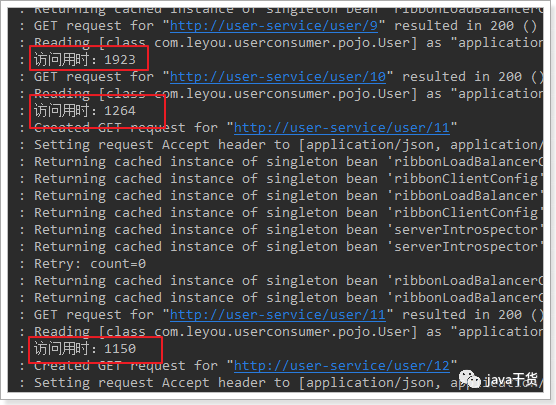 : Returning cached instance of singleton bean 'ribbonLoadBalancerC
: GET request for "http://user-service/user/9" resulted in 200 ()
: Reading [class com.leyou.userconsumer.pojo.User] as "application
: 访问用时：1923
: GET request for "http://user-service/user/10" resulted in 200 ()
: Reading [class com.leyou.userconsumer.pojo.User] as "application
: 访问用时：1264
: Created GET request for "http://user-service/user/11"
: Setting request Accept header to [application/json, application/
: Returning cached instance of singleton bean 'ribbonLoadBalancerC
: Returning cached instance of singleton bean 'ribbonClientConfig'
: Returning cached instance of singleton bean 'ribbonLoadBalancer'
: Returning cached instance of singleton bean 'ribbonClientConfig'
: Returning cached instance of singleton bean 'serverIntrospector'
: Returning cached instance of singleton bean 'serverIntrospector'
: Retry: count=0
: Returning cached instance of singleton bean 'ribbonLoadBalancerC
: Returning cached instance of singleton bean 'ribbonLoadBalancerC
: GET request for "http://user-service/user/11" resulted in 200 ()
: Reading [class com.leyou.userconsumer.pojo.User] as "application
: 访问用时：1150
: Created GET request for "http://user-service/user/12"
: Setting request Accept header to [application/json, application/
java干货